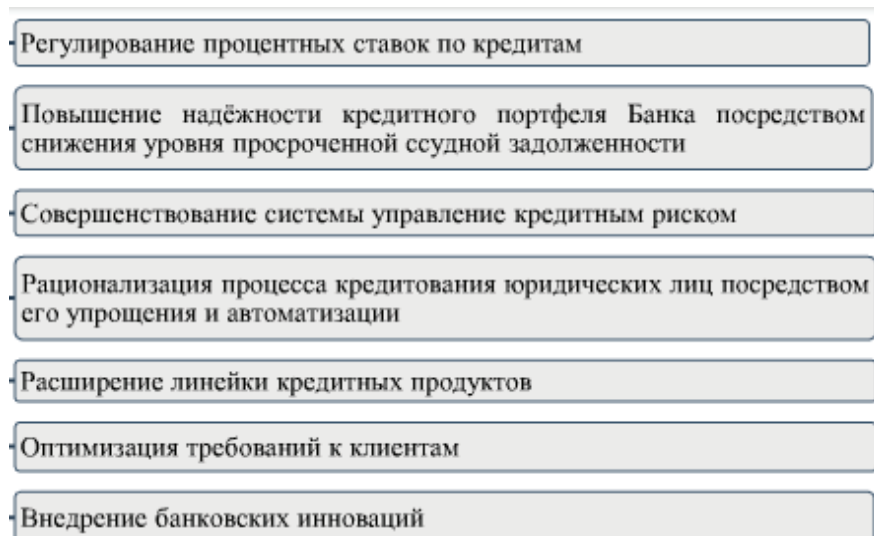 Регулирование процентных ставок по кредитам
Повышение надёжности кредитного портфеля Банка посредством
снижения уровня просроченной ссудной задолженности
Совершенствование системы управление кредитным риском
Рационализация процесса кредитования юридических лиц посредством
его упрощения и автоматизации
Расширение линейки кредитных продуктов
Оптимизация требований к клиентам
Внедрение банковских инноваций